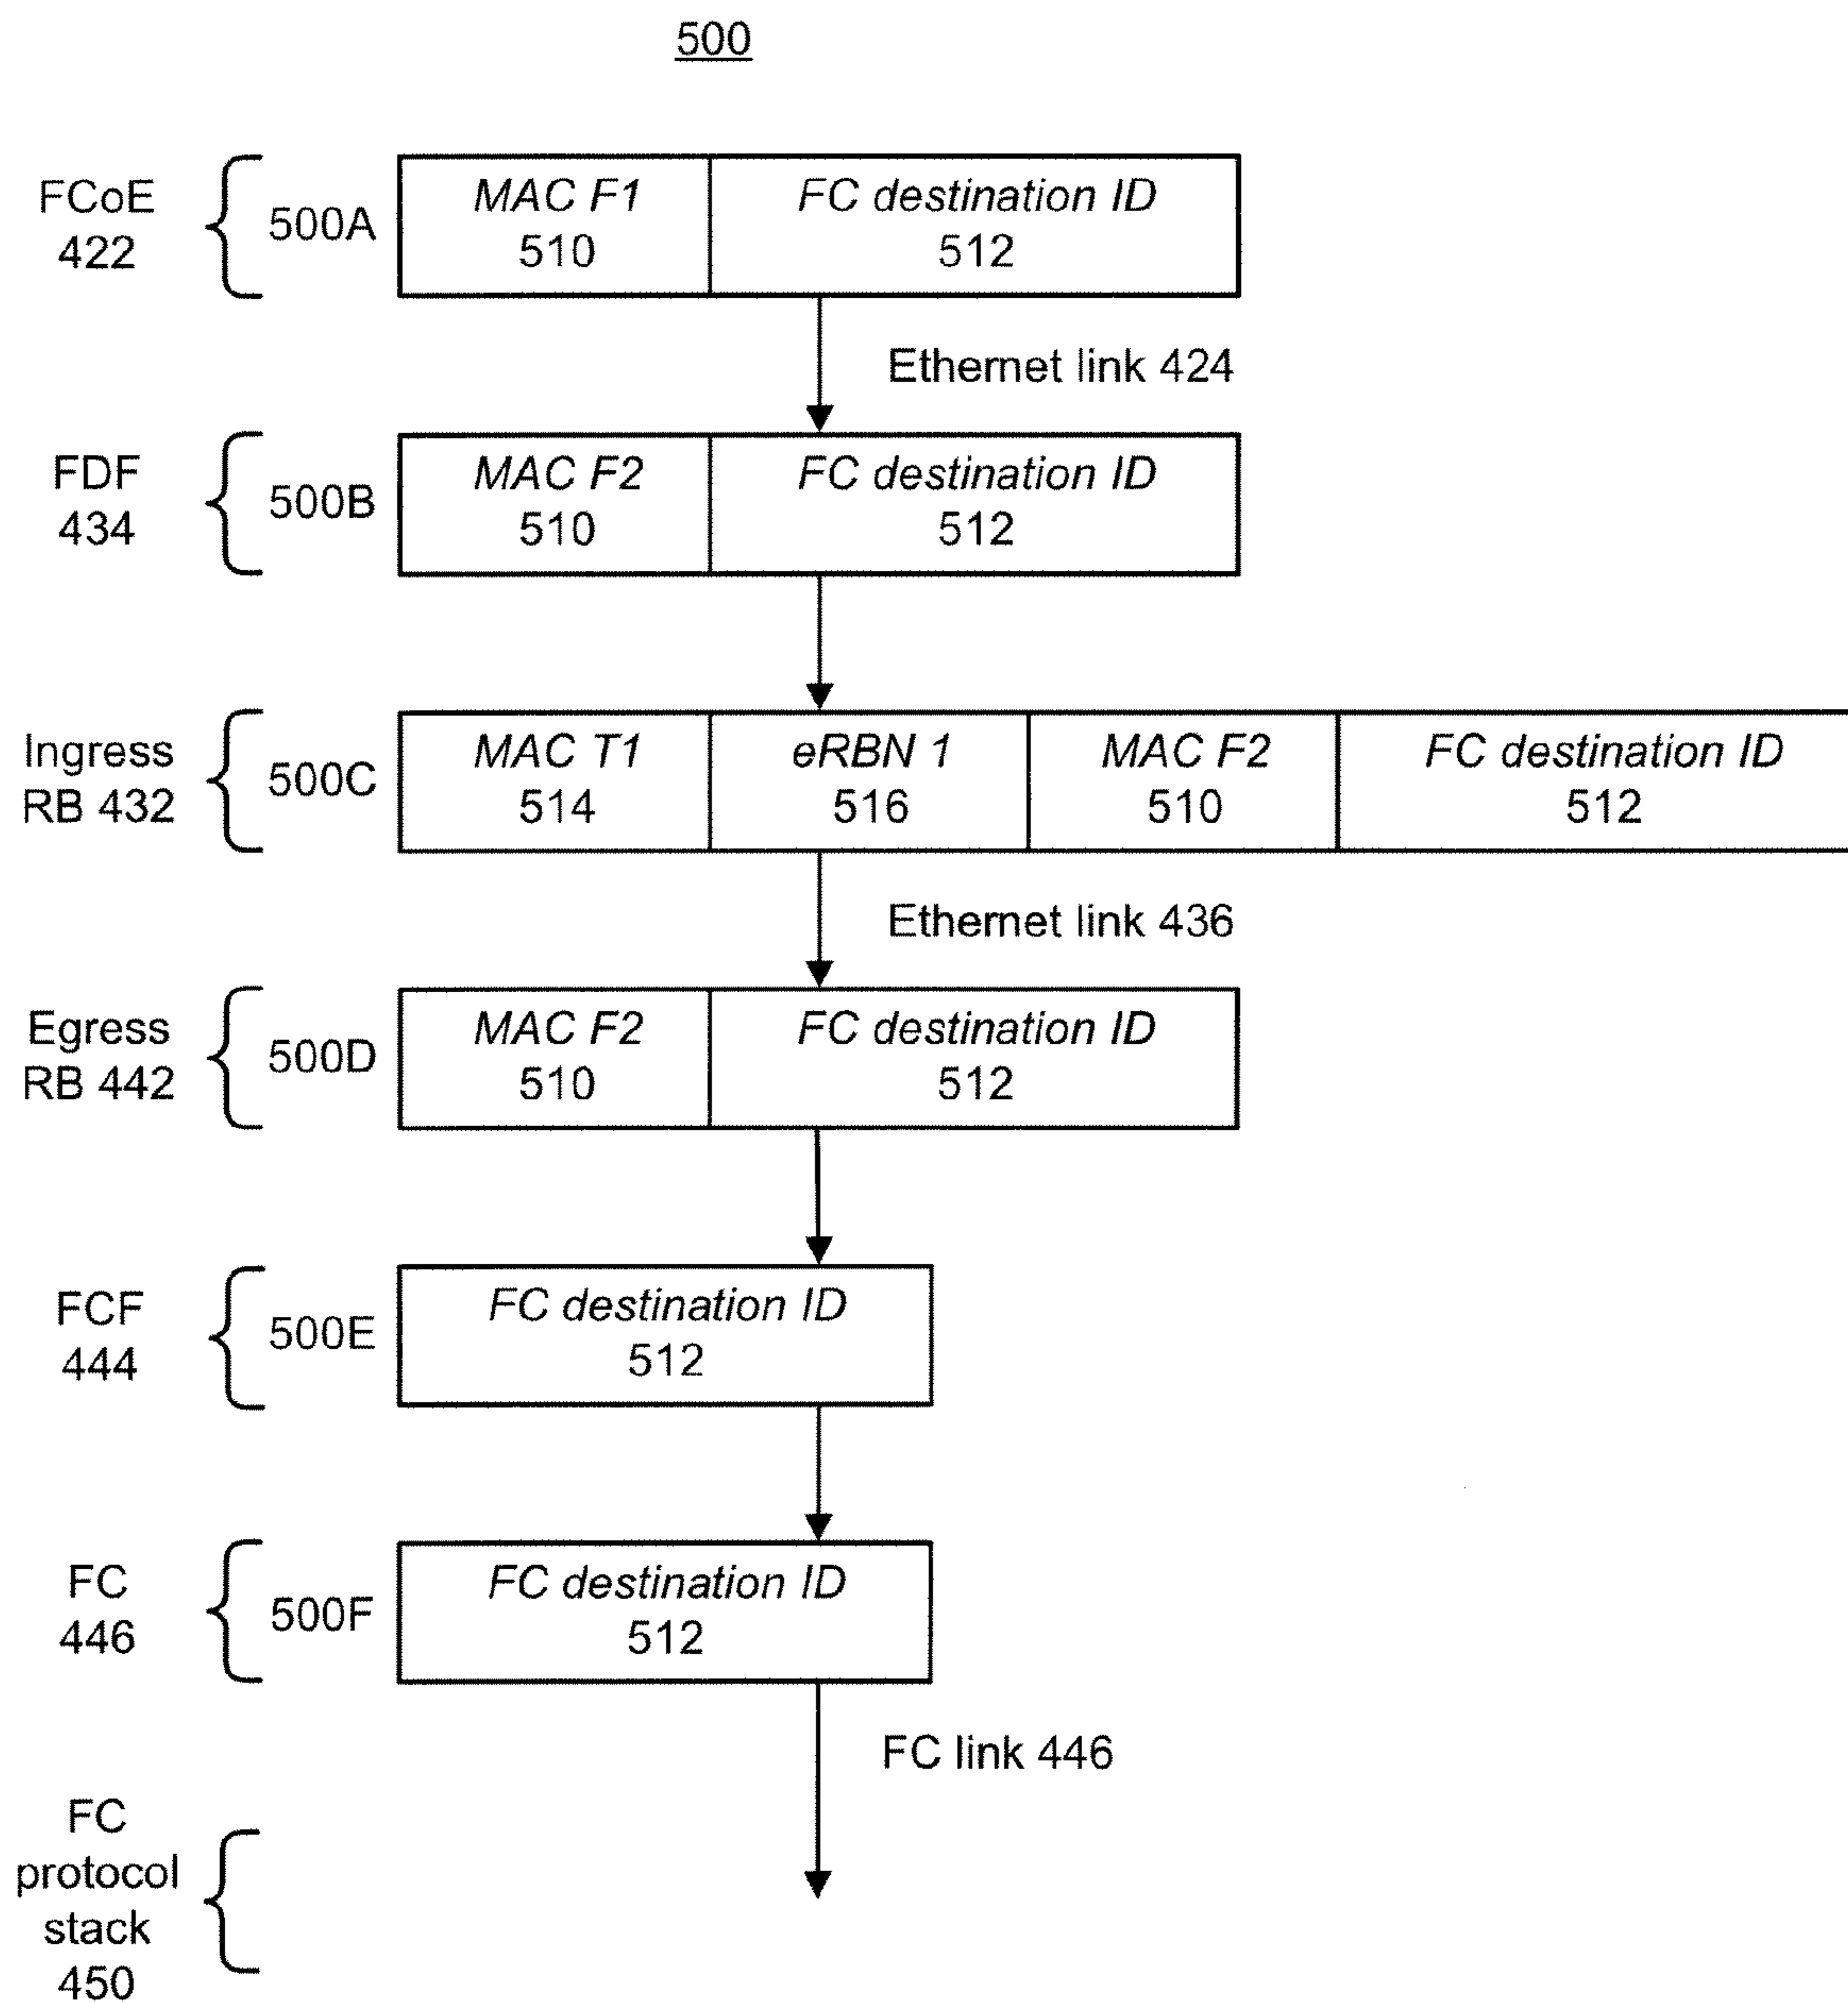 500
FCoE
422
500A
MAC F1
510
FC destination ID
512
Ethernet link 424
FDF
434
500B
MAC F2
510
FC destination ID
512
Ingress
RB 432
500C
MAC T1
514
eRBN 1
516
MAC F2
510
FC destination ID
512
Ethernet link 436
Egress
RB 442
500D
MAC F2
510
FC destination ID
512
FCF
444
500E
FC destination ID
512
FC
446
500F
FC destination ID
512
FC link 446
FC
protocol
stack
450